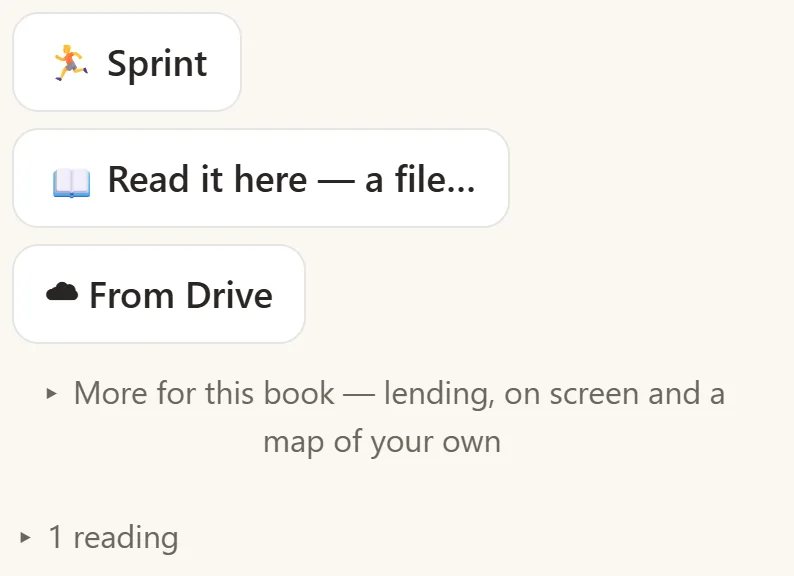 Sprint
Read it here — a file...
From Drive
More for this book — lending, on screen and a
map of your own
1 reading